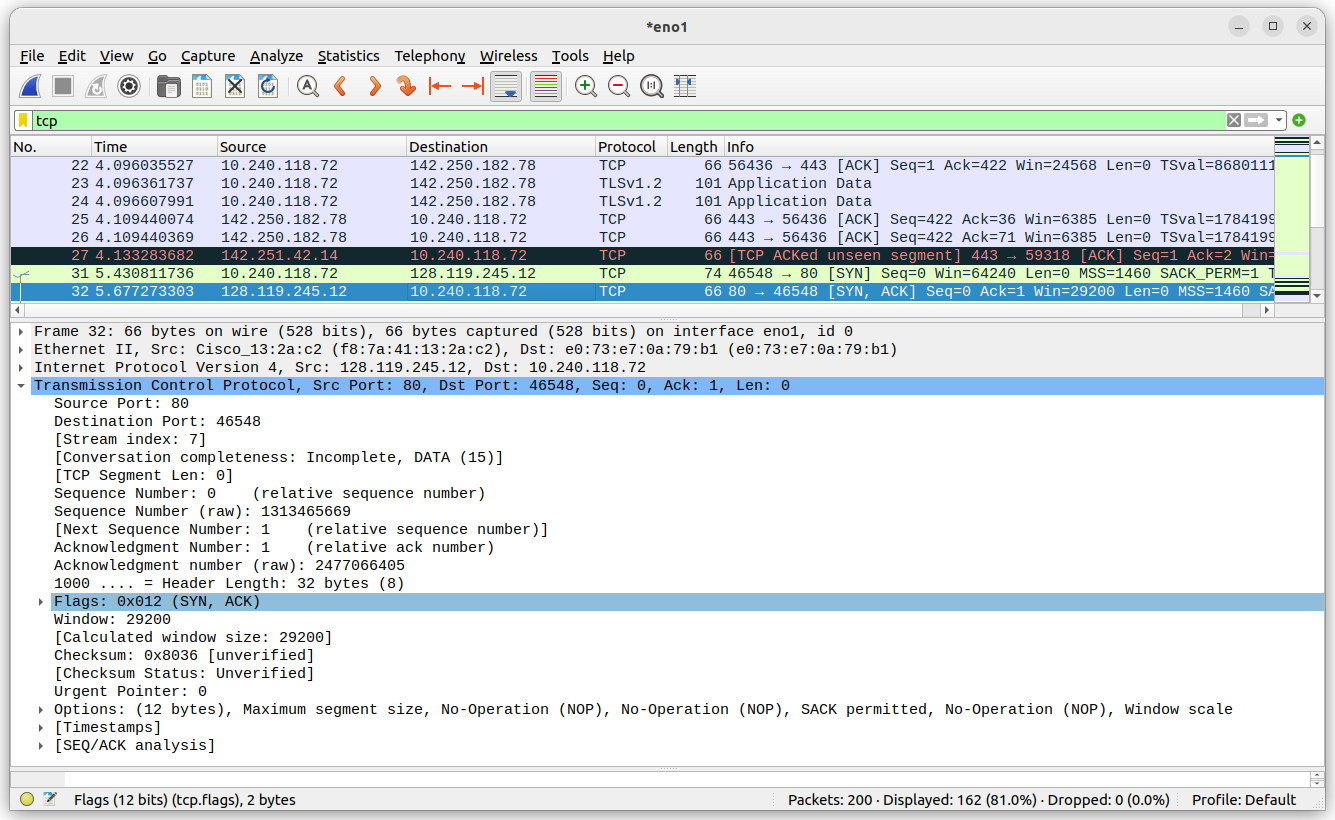 *eno1
File Edit View Go Capture Analyze Statistics Telephony Wireless Tools Help
tcp
No. Time Source Destination Protocol Length Info
22 4.096035527 10.240.118.72 142.250.182.78 TCP 66 56436 → 443 [ACK] Seq=1 Ack=422 Win=24568 Len=0 TSval=8680111
23 4.096361737 10.240.118.72 142.250.182.78 TLSv1.2 101 Application Data
24 4.096607991 10.240.118.72 142.250.182.78 TLSv1.2 101 Application Data
25 4.109440074 142.250.182.78 10.240.118.72 TCP 66 443 → 56436 [ACK] Seq=422 Ack=36 Win=6385 Len=0 TSval=1784199
26 4.109440369 142.250.182.78 10.240.118.72 TCP 66 443 → 56436 [ACK] Seq=422 Ack=71 Win=6385 Len=0 TSval=1784199
27 4.133283682 142.251.42.14 10.240.118.72 TCP 66 [TCP ACKed unseen segment] 443 → 59318 [ACK] Seq=1 Ack=2 Win=
31 5.430811736 10.240.118.72 128.119.245.12 TCP 74 46548 → 80 [SYN] Seq=0 Win=64240 Len=0 MSS=1460 SACK_PERM=1 T
32 5.677273303 128.119.245.12 10.240.118.72 TCP 66 80 → 46548 [SYN, ACK] Seq=0 Ack=1 Win=29200 Len=0 MSS=1460 SA
Frame 32: 66 bytes on wire (528 bits), 66 bytes captured (528 bits) on interface eno1, id 0
Ethernet II, Src: Cisco_13:2a:c2 (f8:7a:41:13:2a:c2), Dst: e0:73:e7:0a:79:b1 (e0:73:e7:0a:79:b1)
Internet Protocol Version 4, Src: 128.119.245.12, Dst: 10.240.118.72
Transmission Control Protocol, Src Port: 80, Dst Port: 46548, Seq: 0, Ack: 1, Len: 0
Source Port: 80
Destination Port: 46548
[Stream index: 7]
[Conversation completeness: Incomplete, DATA (15)]
[TCP Segment Len: 0]
Sequence Number: 0 (relative sequence number)
Sequence Number (raw): 1313465669
[Next Sequence Number: 1 (relative sequence number)]
Acknowledgment Number: 1 (relative ack number)
Acknowledgment number (raw): 2477066405
1000 .... = Header Length: 32 bytes (8)
Flags: 0x012 (SYN, ACK)
Window: 29200
[Calculated window size: 29200]
Checksum: 0x8036 [unverified]
[Checksum Status: Unverified]
Urgent Pointer: 0
Options: (12 bytes), Maximum segment size, No-Operation (NOP), No-Operation (NOP), SACK permitted, No-Operation (NOP), Window scale
[Timestamps]
[SEQ/ACK analysis]
Flags (12 bits) (tcp.flags), 2 bytes Packets: 200 · Displayed: 162 (81.0%) · Dropped: 0 (0.0%) Profile: Default